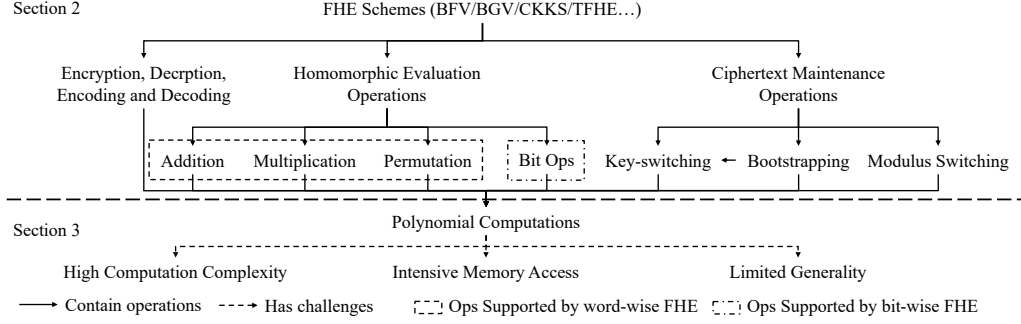 Section 2
FHE Schemes (BFV/BGV/CKKS/TFHE…)
Encryption, Decrption,
Encoding and Decoding
Homomorphic Evaluation
Operations
Ciphertext Maintenance
Operations
Addition
Multiplication
Permutation
Bit Ops
Key-switching
Bootstrapping
Modulus Switching
Polynomial Computations
Section 3
High Computation Complexity
Intensive Memory Access
Limited Generality
Contain operations
Has challenges
Ops Supported by word-wise FHE
Ops Supported by bit-wise FHE